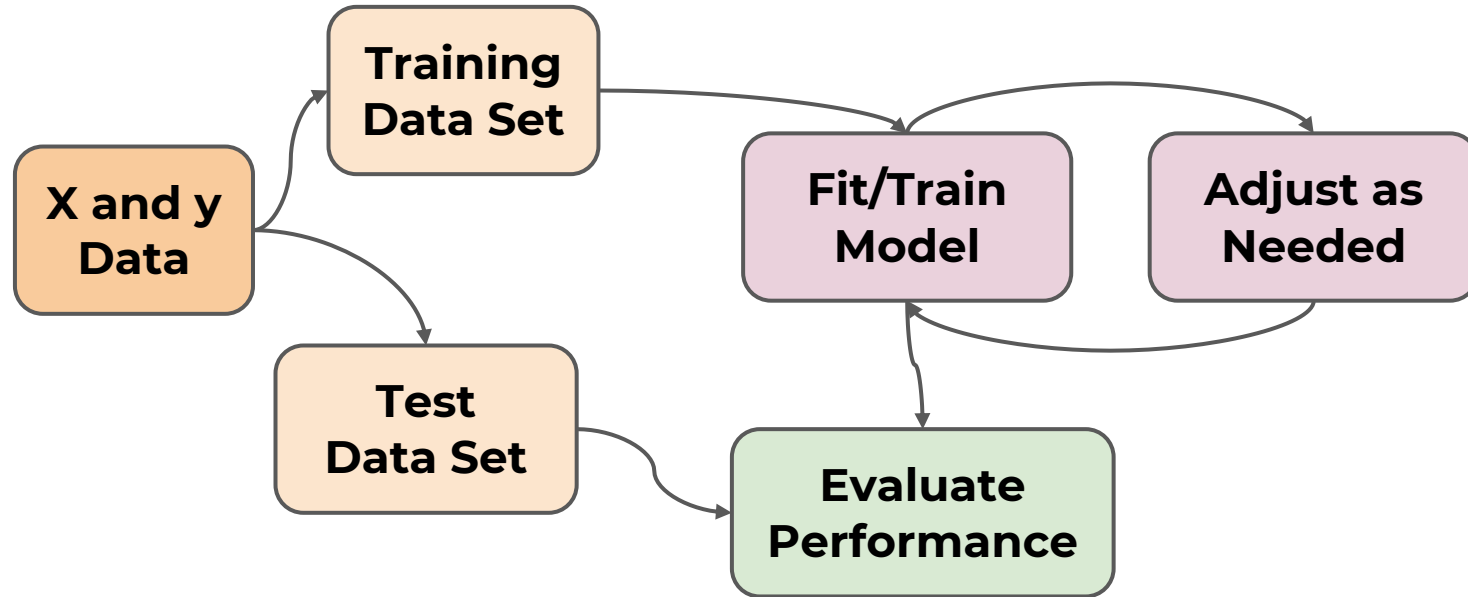 Training
Data Set
X and y
Data
Fit/Train
Model
Adjust as
Needed
Test
Data Set
Evaluate
Performance